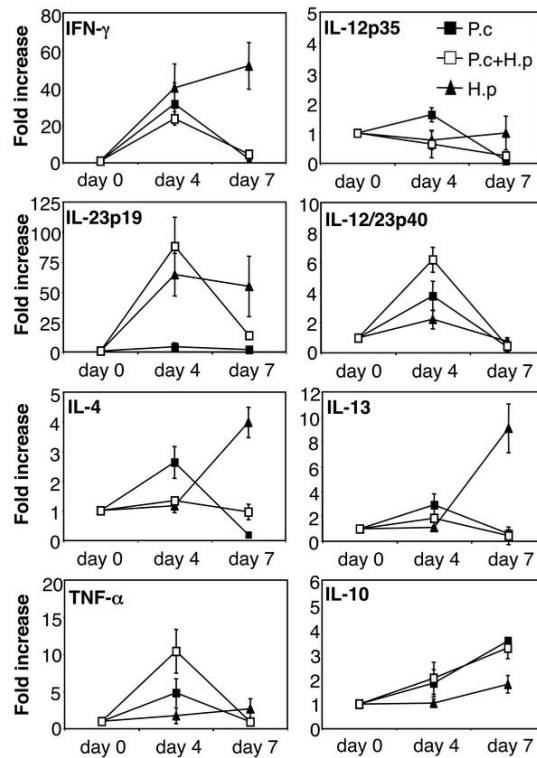 IFN-γ
Fold increase
80
60
40
20
0
day 0 day 4 day 7
IL-12p35
5
4
3
2
1
0
P.c
P.c+H.p
H.p
day 0 day 4 day 7
IL-23p19
Fold increase
125
100
75
50
25
0
day 0 day 4 day 7
IL-12/23p40
10
8
6
4
2
0
day 0 day 4 day 7
IL-4
Fold increase
5
4
3
2
1
0
day 0 day 4 day 7
IL-13
12
10
8
6
4
2
0
day 0 day 4 day 7
TNF-α
Fold increase
20
15
10
5
0
day 0 day 4 day 7
IL-10
6
5
4
3
2
1
0
day 0 day 4 day 7